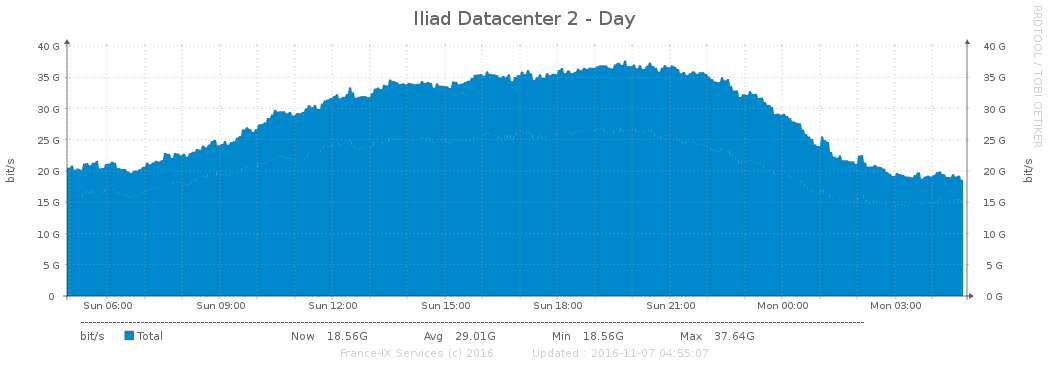 Iliad Datacenter 2 - Day
RRDTOOL / TOBI OETIKER
40 G 40 G
35 G 35 G
30 G 30 G
25 G 25 G
20 G 20 G
15 G 15 G
10 G 10 G
5 G 5 G
0 0 G
bit/s bit/s
Sun 06:00 Sun 09:00 Sun 12:00 Sun 15:00 Sun 18:00 Sun 21:00 Mon 00:00 Mon 03:00
bit/s Total Now 18.56G Avg 29.01G Min 18.56G Max 37.64G
France-IX Services (c) 2016 Updated : 2016-11-07 04:55:07